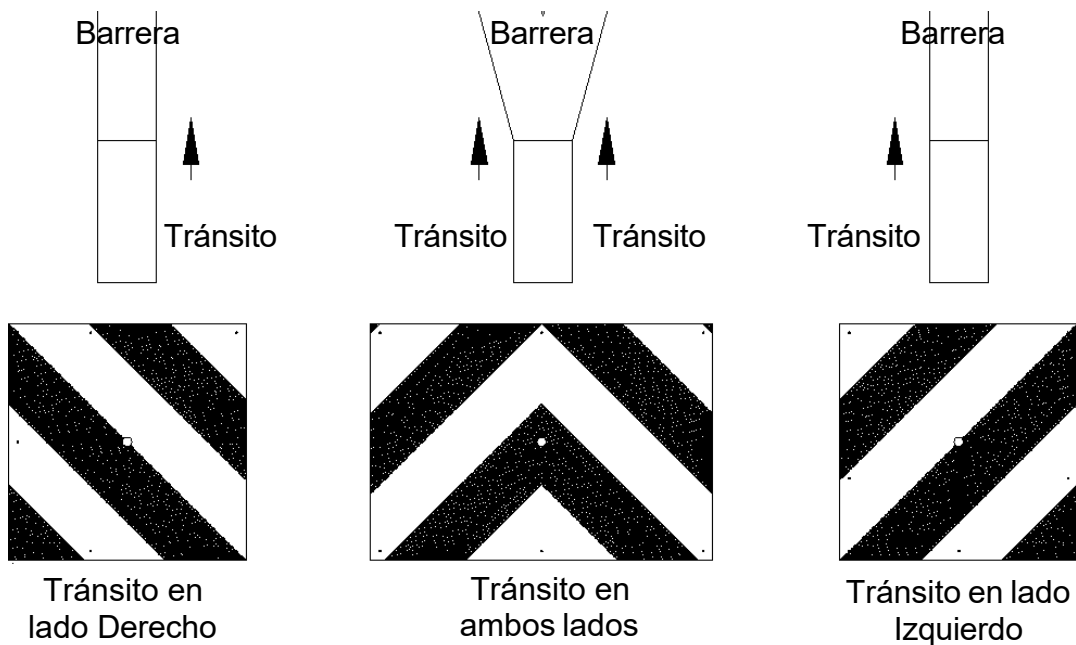 Barrera
Barrera
Barrera
Tránsito
Tránsito
Tránsito
Tránsito
Tránsito en
lado Derecho
Tránsito en
ambos lados
Tránsito en lado
Izquierdo